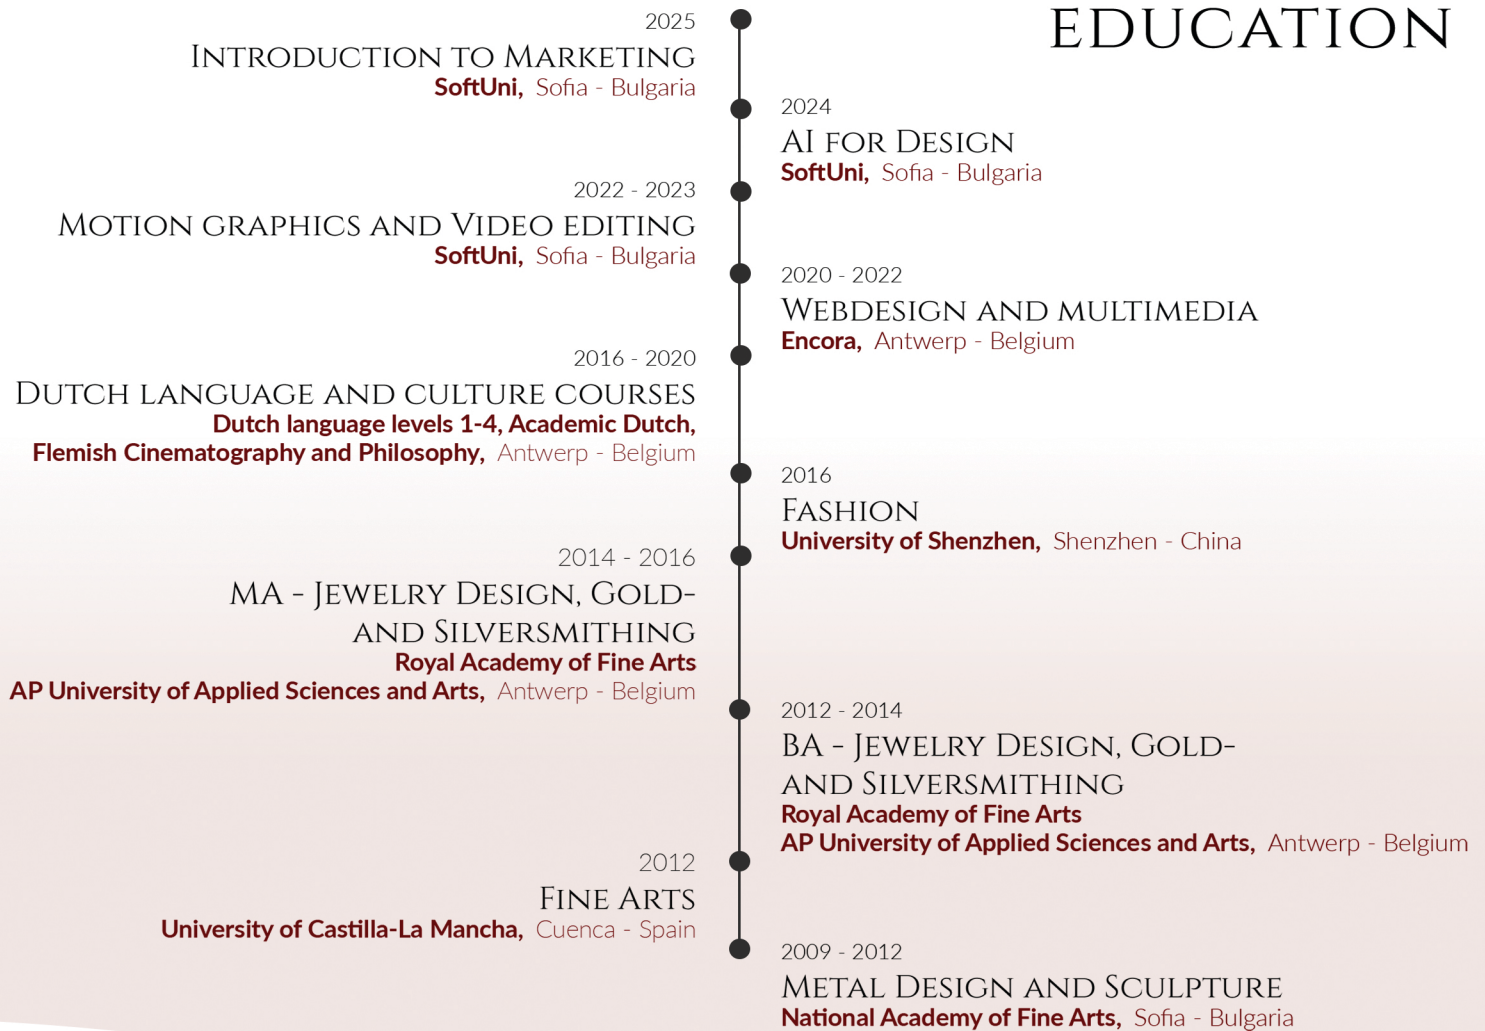 EDUCATION
2025
Introduction to Marketing
SoftUni, Sofia - Bulgaria
2024
AI for Design
SoftUni, Sofia - Bulgaria
2022 - 2023
Motion graphics and Video editing
SoftUni, Sofia - Bulgaria
2020 - 2022
Webdesign and multimedia
Encora, Antwerp - Belgium
2016 - 2020
Dutch language and culture courses
Dutch language levels 1-4, Academic Dutch,
Flemish Cinematography and Philosophy, Antwerp - Belgium
2016
Fashion
University of Shenzhen, Shenzhen - China
2014 - 2016
MA - Jewelry Design, Gold-
and Silversmithing
Royal Academy of Fine Arts
AP University of Applied Sciences and Arts, Antwerp - Belgium
2012 - 2014
BA - Jewelry Design, Gold-
and Silversmithing
Royal Academy of Fine Arts
AP University of Applied Sciences and Arts, Antwerp - Belgium
2012
Fine Arts
University of Castilla-La Mancha, Cuenca - Spain
2009 - 2012
Metal Design and Sculpture
National Academy of Fine Arts, Sofia - Bulgaria